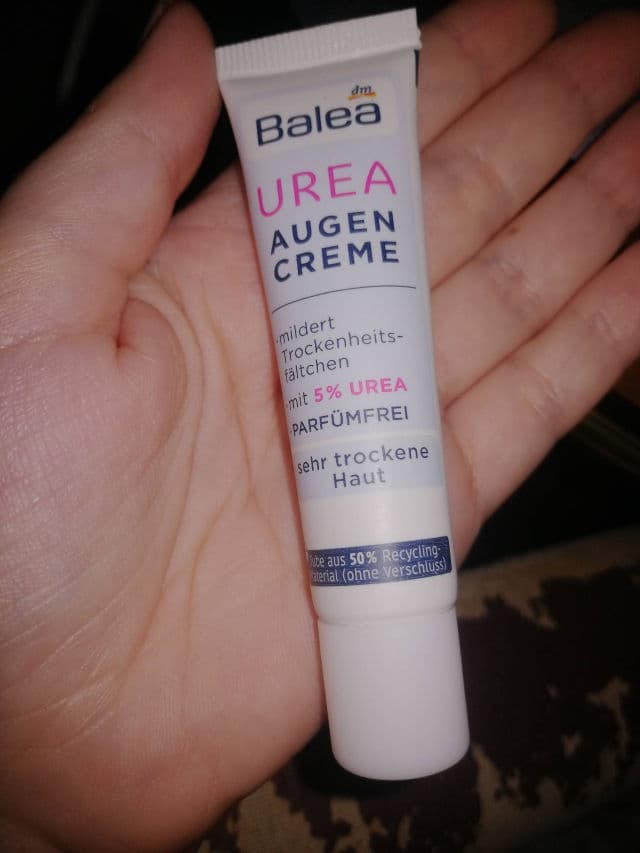 dm
Balea
UREA
AUGEN
CREME
•mildert
Trockenheits-
fältchen
•mit 5% UREA
•PARFÜMFREI
sehr trockene
Haut
Tube aus 50% Recycling-
material (ohne Verschluss)